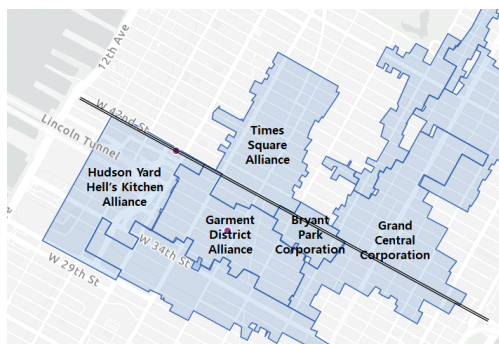 12th Ave
W 42nd St
Lincoln Tunnel
Times
Square
Alliance
Hudson Yard
Hell's Kitchen
Alliance
Garment
District
Alliance
Bryant
Park
Corporation
Grand
Central
Corporation
W 34th St
W 29th St